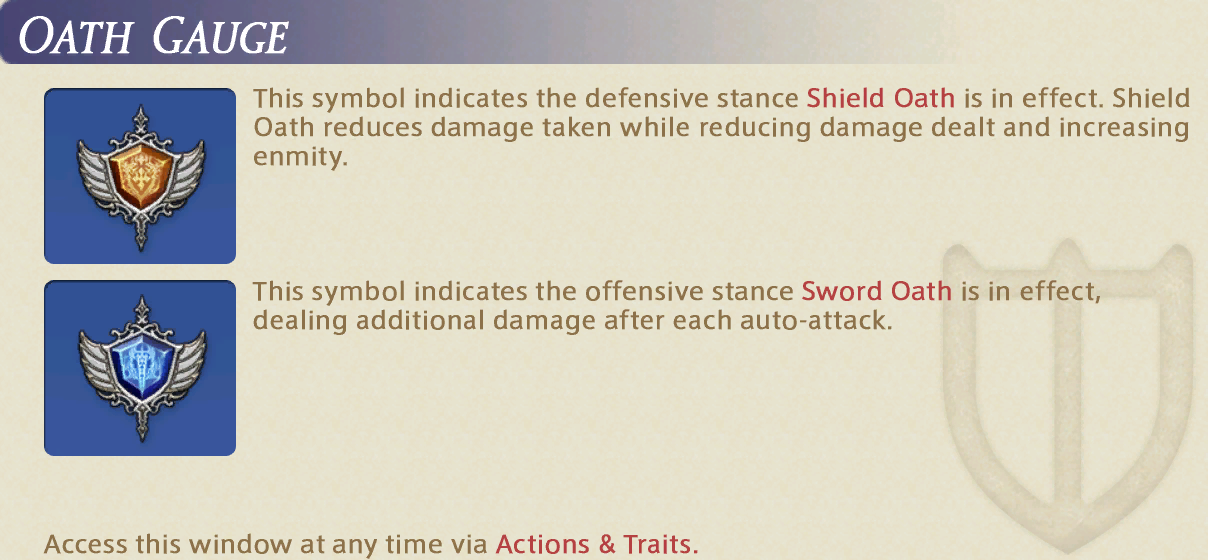 OATH GAUGE
This symbol indicates the defensive stance Shield Oath is in effect. Shield
Oath reduces damage taken while reducing damage dealt and increasing
enmity.
This symbol indicates the offensive stance Sword Oath is in effect,
dealing additional damage after each auto-attack.
Access this window at any time via Actions & Traits.